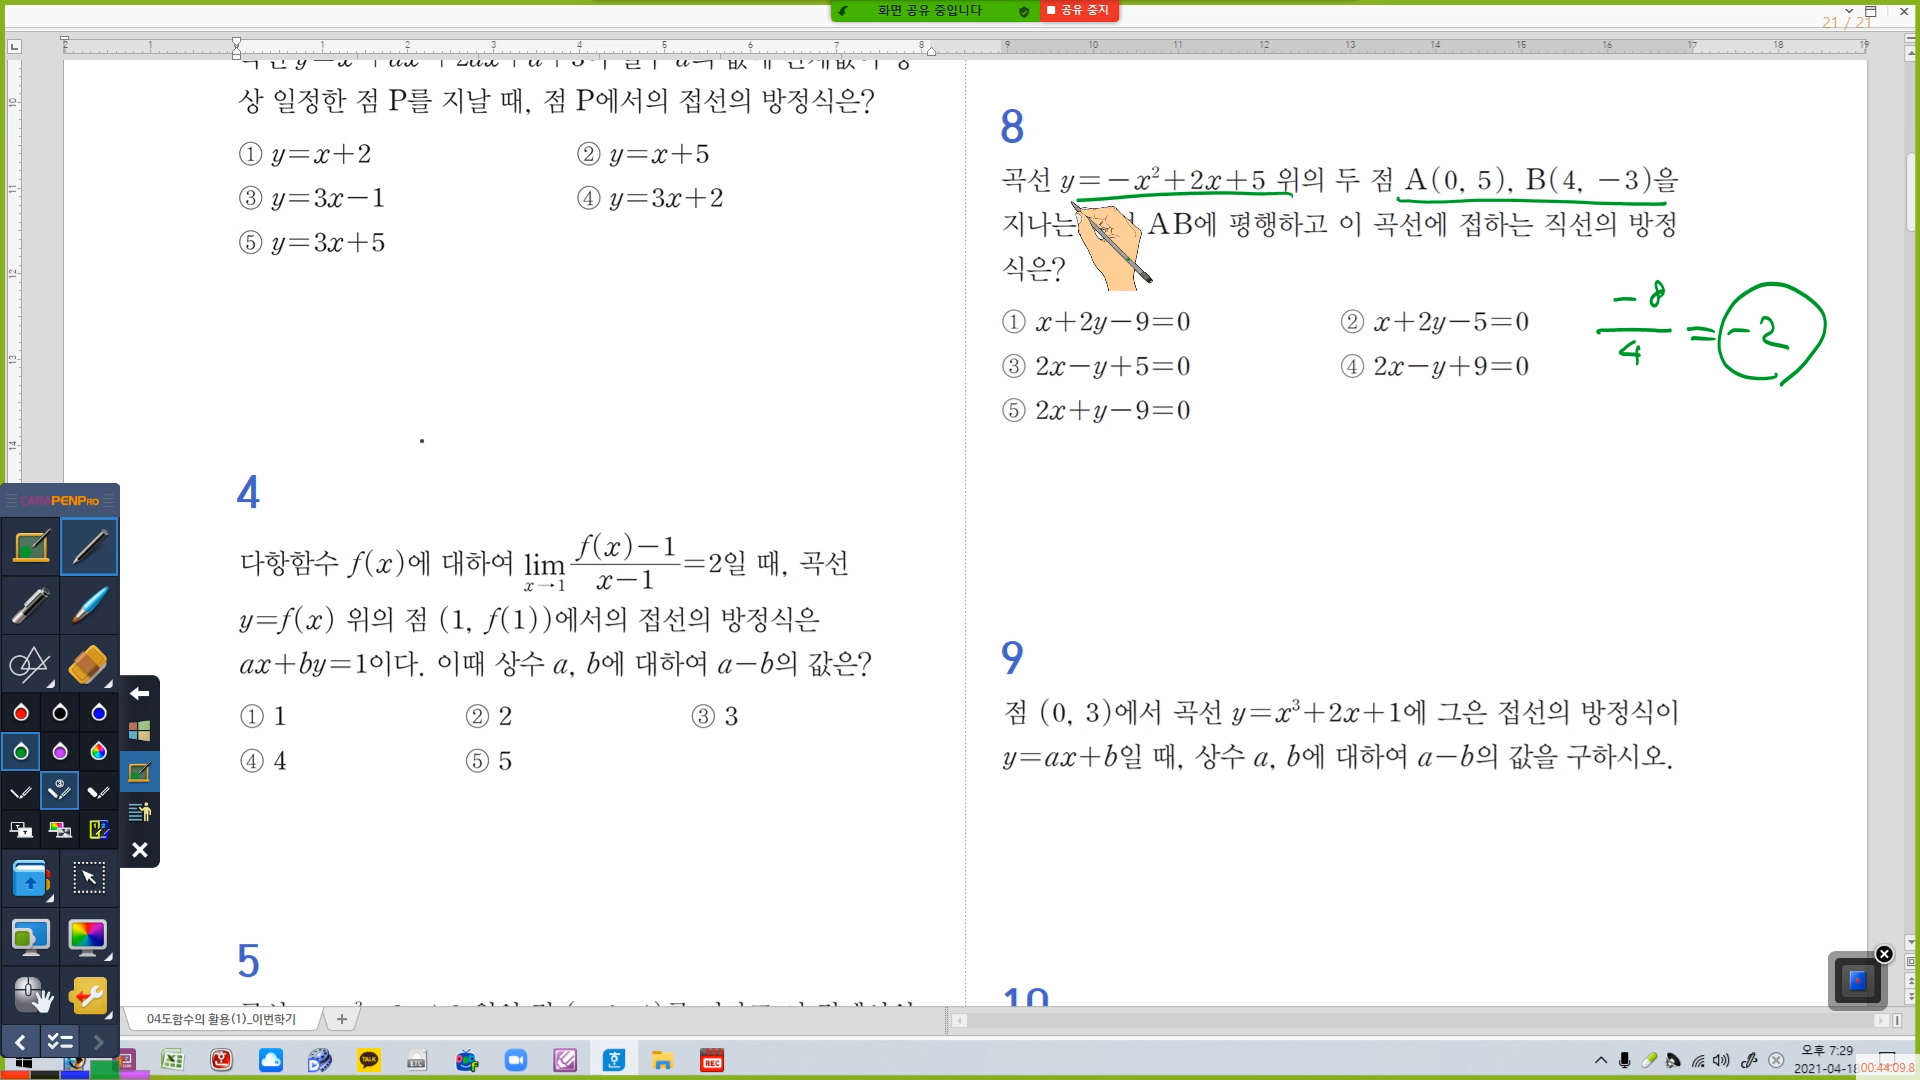 화면 공유 중입니다
공유 중지
21 / 21
상 일정한 점 P를 지날 때, 점 P에서의 접선의 방정식은?
① y=x+2
② y=x+5
③ y=3x−1
④ y=3x+2
⑤ y=3x+5
4
다항함수 f(x)에 대하여 lim x→1 f(x)−1 / x−1 =2일 때, 곡선
y=f(x) 위의 점 (1, f(1))에서의 접선의 방정식은
ax+by=1이다. 이때 상수 a, b에 대하여 a−b의 값은?
① 1
② 2
③ 3
④ 4
⑤ 5
5
8
곡선 y=−x²+2x+5 위의 두 점 A(0, 5), B(4, −3)을
지나는 AB에 평행하고 이 곡선에 접하는 직선의 방정
식은?
① x+2y−9=0
② x+2y−5=0
③ 2x−y+5=0
④ 2x−y+9=0
⑤ 2x+y−9=0
−8 / 4 = −2
9
점 (0, 3)에서 곡선 y=x³+2x+1에 그은 접선의 방정식이
y=ax+b일 때, 상수 a, b에 대하여 a−b의 값을 구하시오.
10
CARAPENPRO
04도함수의 활용(1)_이번학기
TALK
ETC
REC
오후 7:29
2021-04-18
00:44:09.8